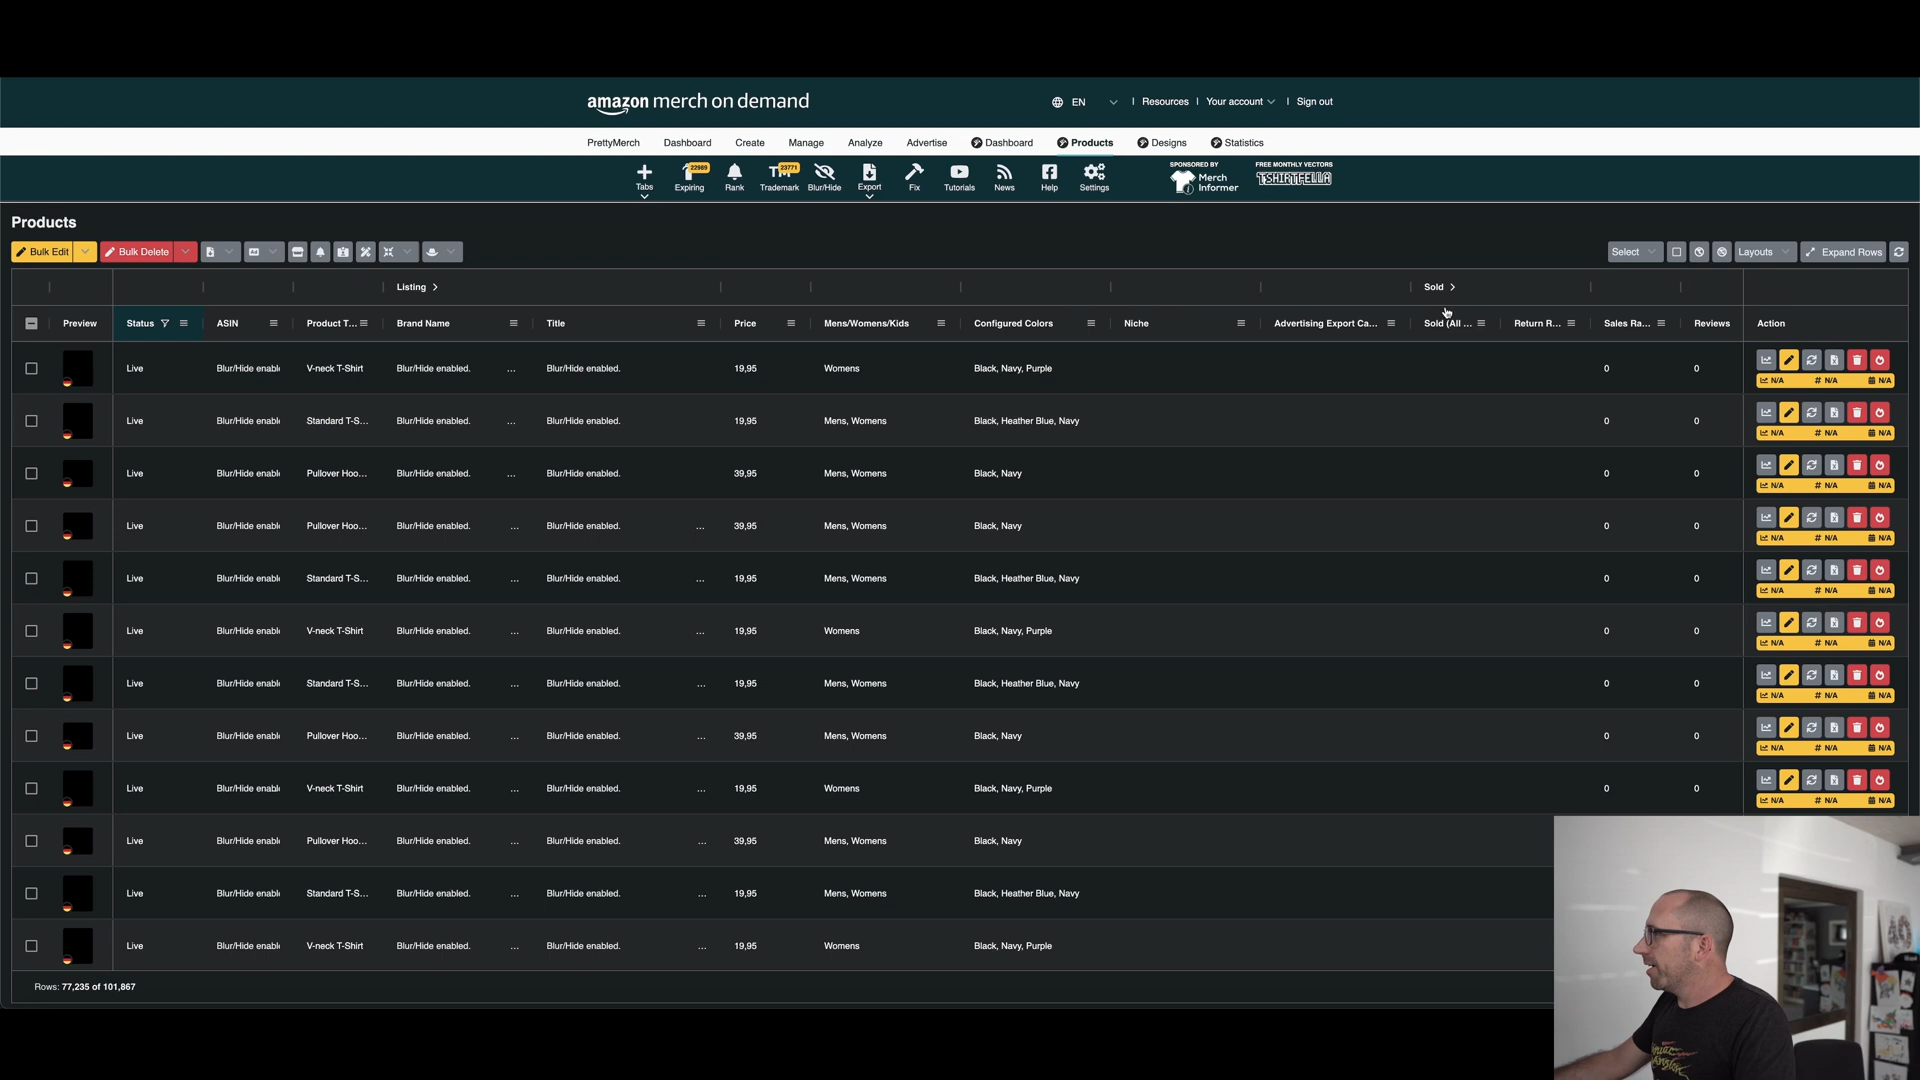 amazon merch on demand
EN | Resources | Your account | Sign out
PrettyMerch Dashboard Create Manage Analyze Advertise Dashboard Products Designs Statistics
22989 TM 23771 SPONSORED BY FREE MONTHLY VECTORS
Merch Informer TSHIRTFELLA
Tabs Expiring Rank Trademark Blur/Hide Export Fix Tutorials News Help Settings
Products
Bulk Edit Bulk Delete Select Layouts Expand Rows
Listing > Sold >
Preview Status ASIN Product T... Brand Name Title Price Mens/Womens/Kids Configured Colors Niche Advertising Export Ca... Sold (All ... Return R... Sales Ra... Reviews Action
Live Blur/Hide enabl V-neck T-Shirt Blur/Hide enabled. ... Blur/Hide enabled. 19,95 Womens Black, Navy, Purple 0 0
N/A # N/A N/A
Live Blur/Hide enabl Standard T-S... Blur/Hide enabled. ... Blur/Hide enabled. 19,95 Mens, Womens Black, Heather Blue, Navy 0 0
N/A # N/A N/A
Live Blur/Hide enabl Pullover Hoo... Blur/Hide enabled. ... Blur/Hide enabled. 39,95 Mens, Womens Black, Navy 0 0
N/A # N/A N/A
Live Blur/Hide enabl Pullover Hoo... Blur/Hide enabled. ... Blur/Hide enabled. ... 39,95 Mens, Womens Black, Navy 0 0
N/A # N/A N/A
Live Blur/Hide enabl Standard T-S... Blur/Hide enabled. ... Blur/Hide enabled. ... 19,95 Mens, Womens Black, Heather Blue, Navy 0 0
N/A # N/A N/A
Live Blur/Hide enabl V-neck T-Shirt Blur/Hide enabled. ... Blur/Hide enabled. ... 19,95 Womens Black, Navy, Purple 0 0
N/A # N/A N/A
Live Blur/Hide enabl Standard T-S... Blur/Hide enabled. ... Blur/Hide enabled. ... 19,95 Mens, Womens Black, Heather Blue, Navy 0 0
N/A # N/A N/A
Live Blur/Hide enabl Pullover Hoo... Blur/Hide enabled. ... Blur/Hide enabled. ... 39,95 Mens, Womens Black, Navy 0 0
N/A # N/A N/A
Live Blur/Hide enabl V-neck T-Shirt Blur/Hide enabled. ... Blur/Hide enabled. ... 19,95 Womens Black, Navy, Purple 0 0
N/A # N/A N/A
Live Blur/Hide enabl Pullover Hoo... Blur/Hide enabled. ... Blur/Hide enabled. ... 39,95 Mens, Womens Black, Navy
Live Blur/Hide enabl Standard T-S... Blur/Hide enabled. ... Blur/Hide enabled. ... 19,95 Mens, Womens Black, Heather Blue, Navy
Live Blur/Hide enabl V-neck T-Shirt Blur/Hide enabled. ... Blur/Hide enabled. ... 19,95 Womens Black, Navy, Purple
Rows: 77,235 of 101,867